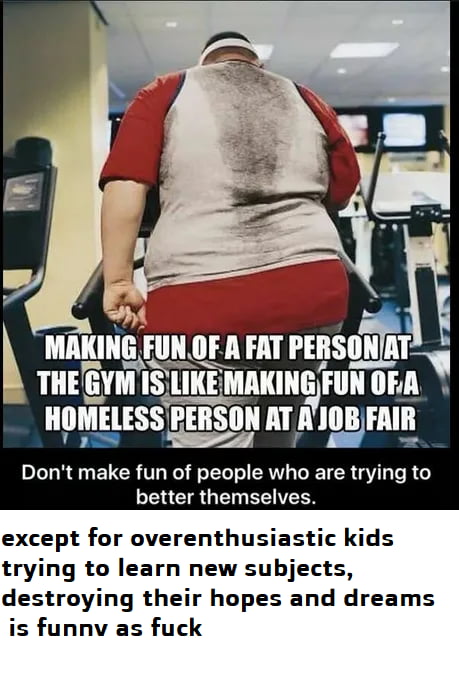 MAKING FUN OF A FAT PERSON AT
THE GYM IS LIKE MAKING FUN OF A
HOMELESS PERSON AT A JOB FAIR
Don't make fun of people who are trying to
better themselves.
except for overenthusiastic kids
trying to learn new subjects,
destroying their hopes and dreams
is funnv as fuck